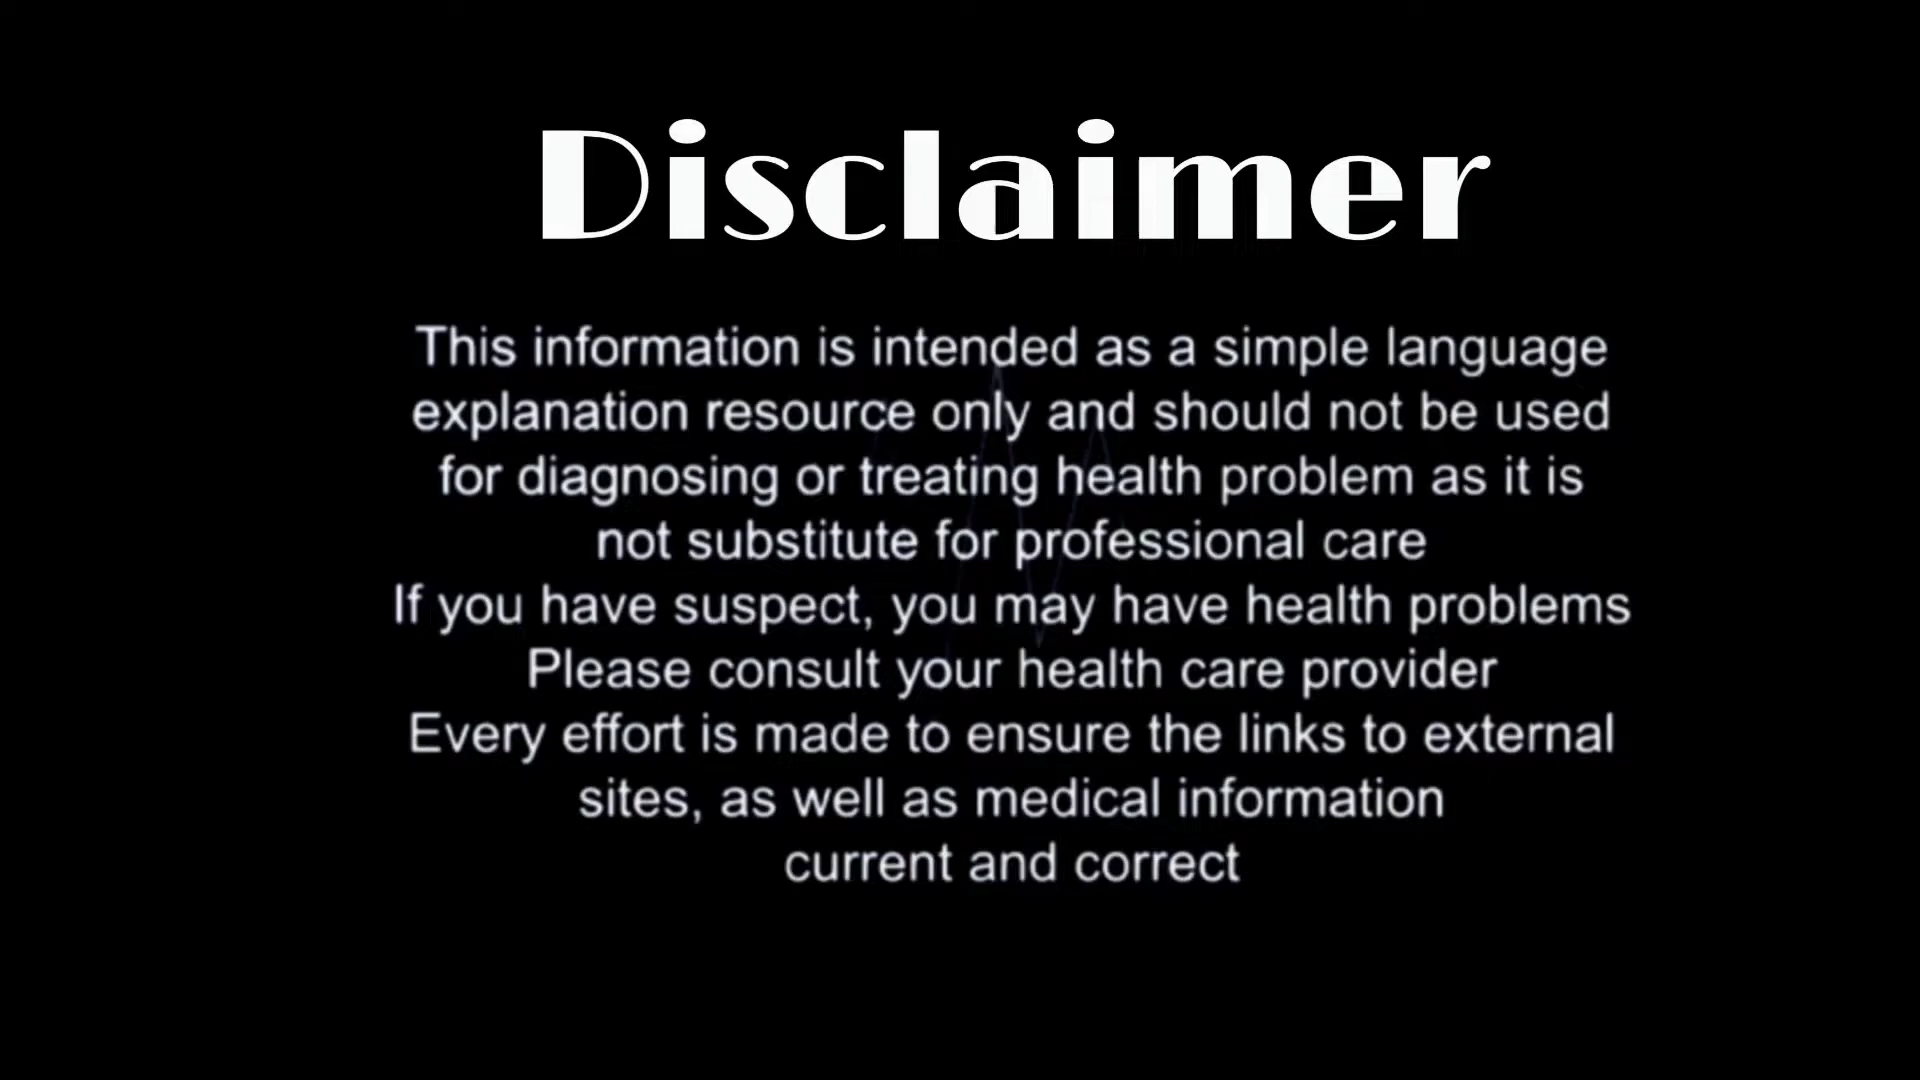 Disclaimer
This information is intended as a simple language
explanation resource only and should not be used
for diagnosing or treating health problem as it is
not substitute for professional care
If you have suspect, you may have health problems
Please consult your health care provider
Every effort is made to ensure the links to external
sites, as well as medical information
current and correct